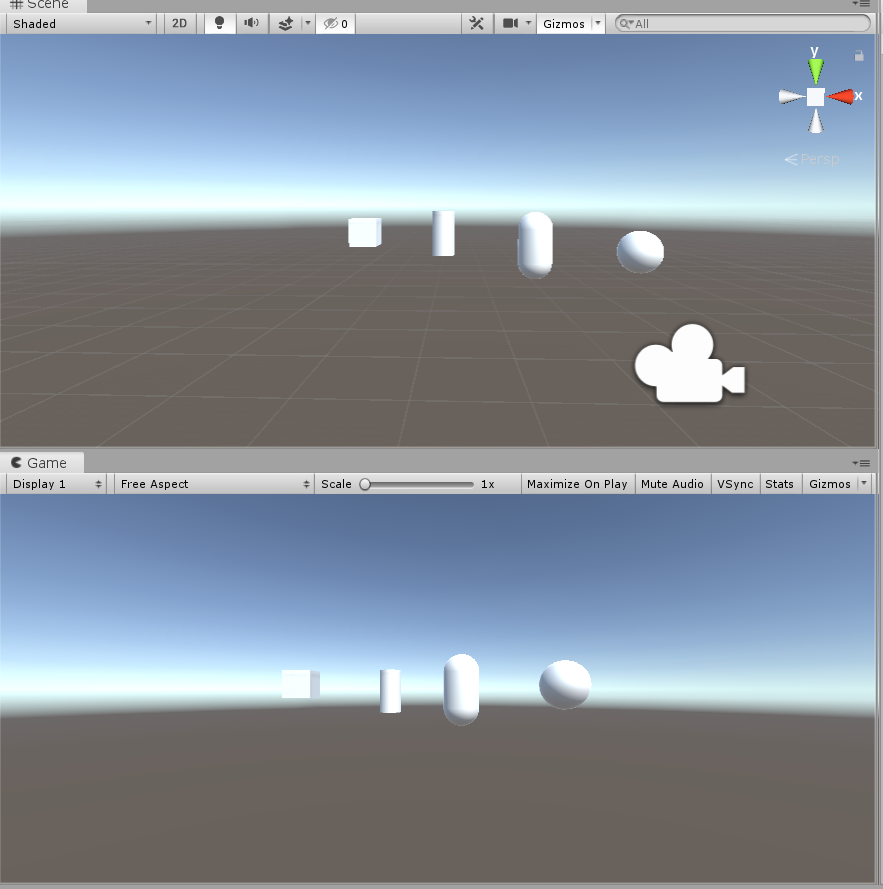 Scene
Shaded 2D 0 Gizmos All
y
x
Persp
Game
Display 1 Free Aspect Scale 1x Maximize On Play Mute Audio VSync Stats Gizmos